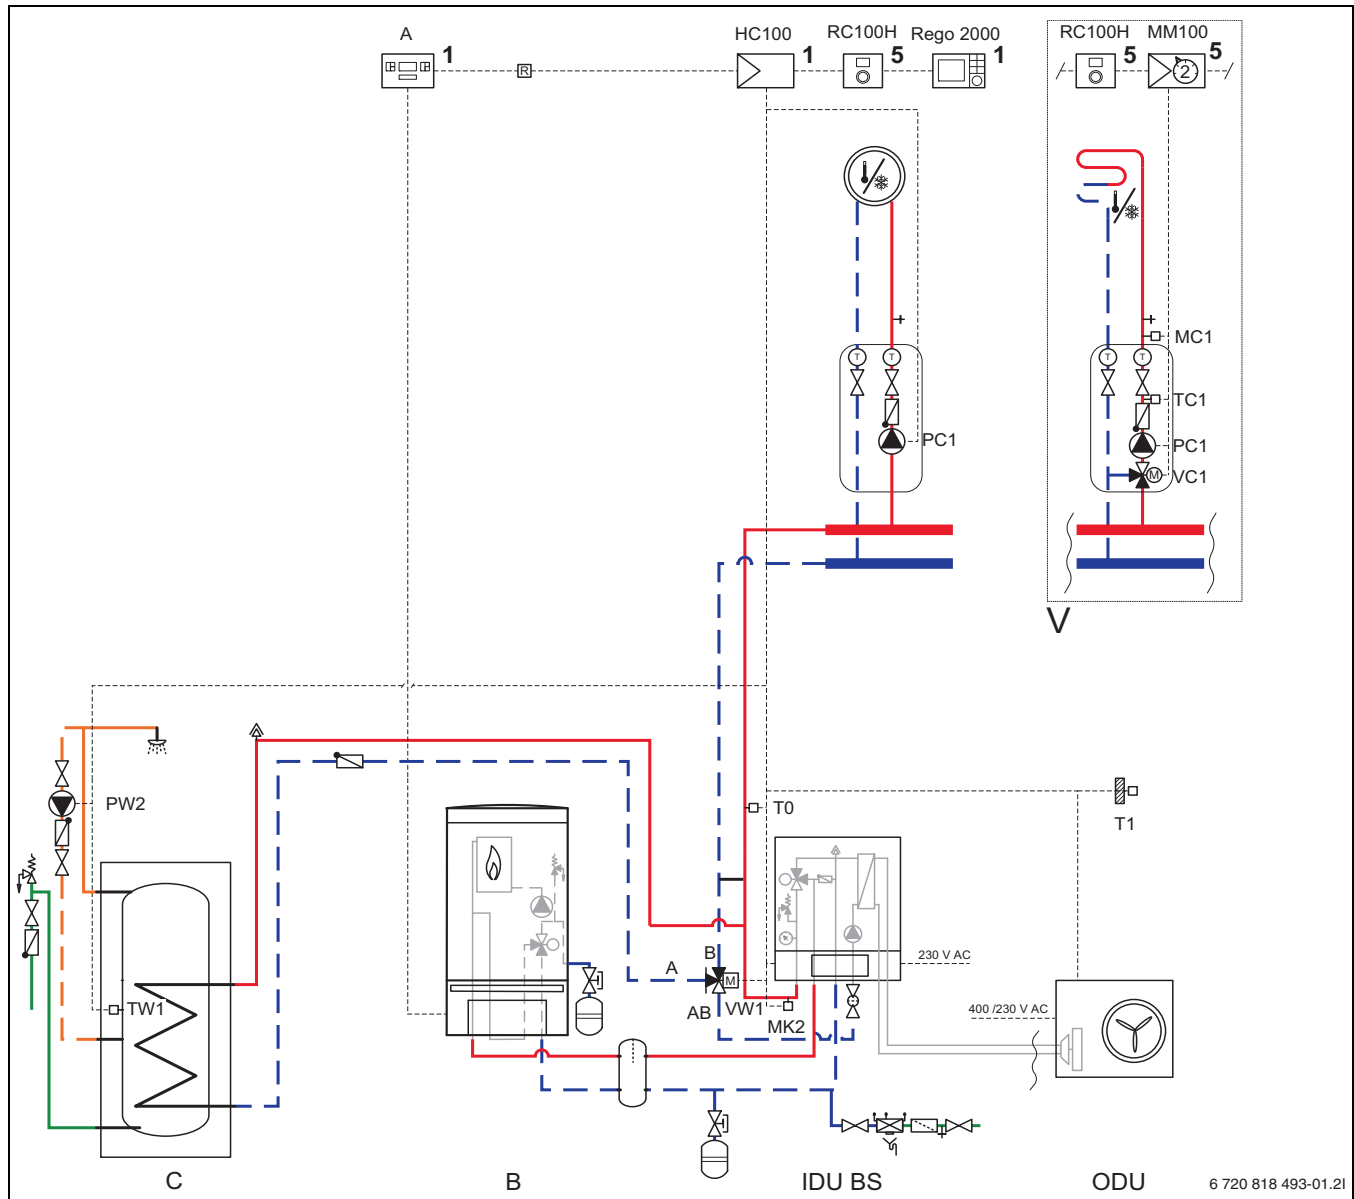 A
HC100
RC100H
Rego 2000
RC100H
MM100
1
R
1
5
1
5
2
5
MC1
T
T
T
T
TC1
PC1
PC1
M
VC1
V
PW2
T0
T1
B
A
M
230 V AC
TW1
AB
VW1
MK2
400 /230 V AC
C
B
IDU BS
ODU
6 720 818 493-01.2I